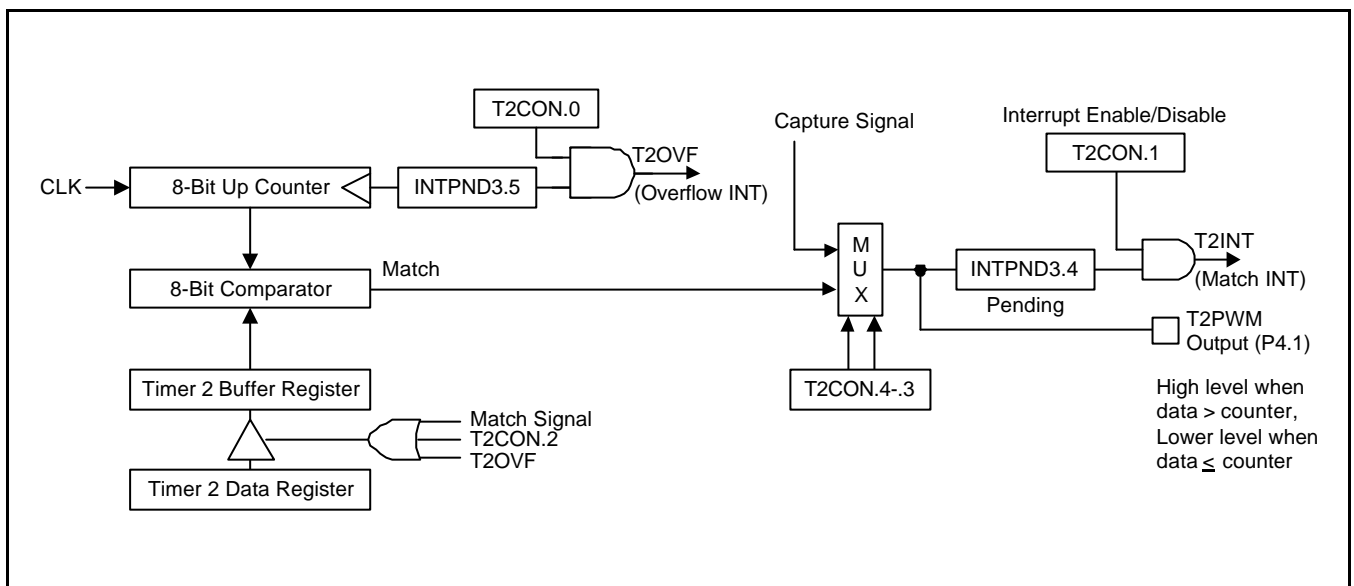 T2CON.0
Capture Signal
Interrupt Enable/Disable
T2CON.1
CLK
8-Bit Up Counter
INTPND3.5
T2OVF
(Overflow INT)
M
U
X
T2INT
(Match INT)
8-Bit Comparator
Match
INTPND3.4
Pending
T2PWM
Output (P4.1)
Timer 2 Buffer Register
T2CON.4-.3
High level when
data > counter,
Lower level when
data ≤ counter
Match Signal
T2CON.2
T2OVF
Timer 2 Data Register